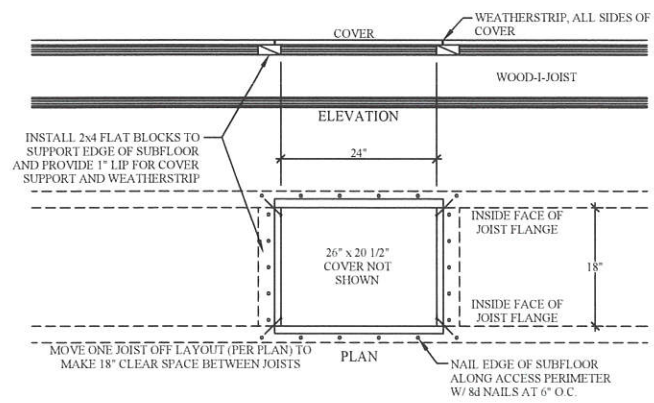 WEATHERSTRIP, ALL SIDES OF
COVER
COVER
WOOD-I-JOIST
ELEVATION
INSTALL 2x4 FLAT BLOCKS TO
SUPPORT EDGE OF SUBFLOOR
AND PROVIDE 1" LIP FOR COVER
SUPPORT AND WEATHERSTRIP
24"
INSIDE FACE OF
JOIST FLANGE
26" x 20 1/2"
COVER NOT
SHOWN
18"
INSIDE FACE OF
JOIST FLANGE
MOVE ONE JOIST OFF LAYOUT (PER PLAN) TO
MAKE 18" CLEAR SPACE BETWEEN JOISTS
PLAN
NAIL EDGE OF SUBFLOOR
ALONG ACCESS PERIMETER
W/ 8d NAILS AT 6" O.C.